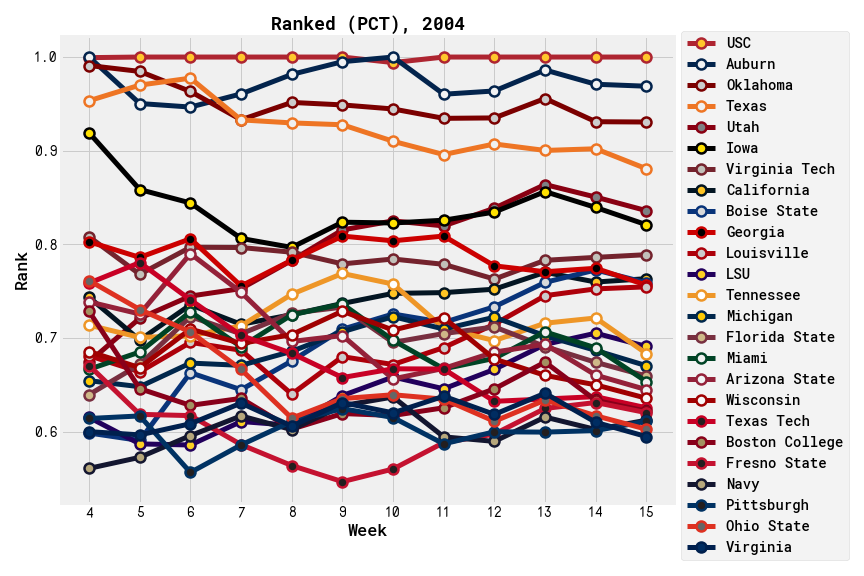 Ranked (PCT), 2004
1.0
0.9
0.8
0.7
0.6
Rank
4 5 6 7 8 9 10 11 12 13 14 15
Week
USC
Auburn
Oklahoma
Texas
Utah
Iowa
Virginia Tech
California
Boise State
Georgia
Louisville
LSU
Tennessee
Michigan
Florida State
Miami
Arizona State
Wisconsin
Texas Tech
Boston College
Fresno State
Navy
Pittsburgh
Ohio State
Virginia